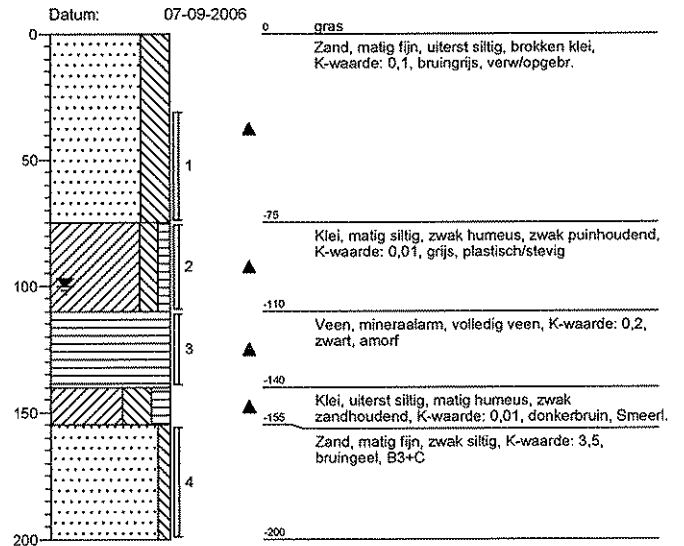 Datum: 07-09-2006
0
0 gras
Zand, matig fijn, uiterst siltig, brokken klei,
K-waarde: 0,1, bruingrijs, verw/opgebr.
1
50
-75
Klei, matig siltig, zwak humeus, zwak puinhoudend,
K-waarde: 0,01, grijs, plastisch/stevig
2
100
-110
Veen, mineraalarm, volledig veen, K-waarde: 0,2,
zwart, amorf
3
-140
Klei, uiterst siltig, matig humeus, zwak
zandhoudend, K-waarde: 0,01, donkerbruin, Smeerl.
150
-155
Zand, matig fijn, zwak siltig, K-waarde: 3,5,
bruingeel, B3+C
4
200
-200